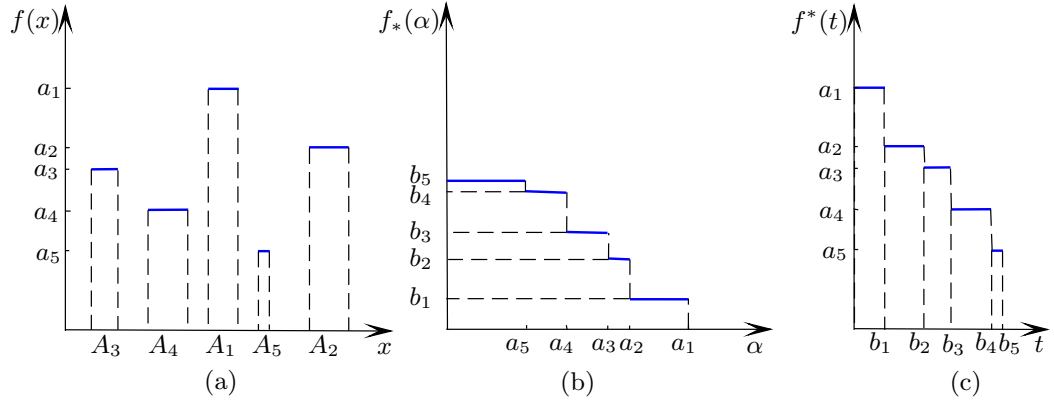 f(x)
a₁
a₂
a₃
a₄
a₅
A₃ A₄ A₁ A₅ A₂ x
(a)
f_*(α)
b₅
b₄
b₃
b₂
b₁
a₅ a₄ a₃ a₂ a₁ α
(b)
f^*(t)
a₁
a₂
a₃
a₄
a₅
b₁ b₂ b₃ b₄ b₅ t
(c)